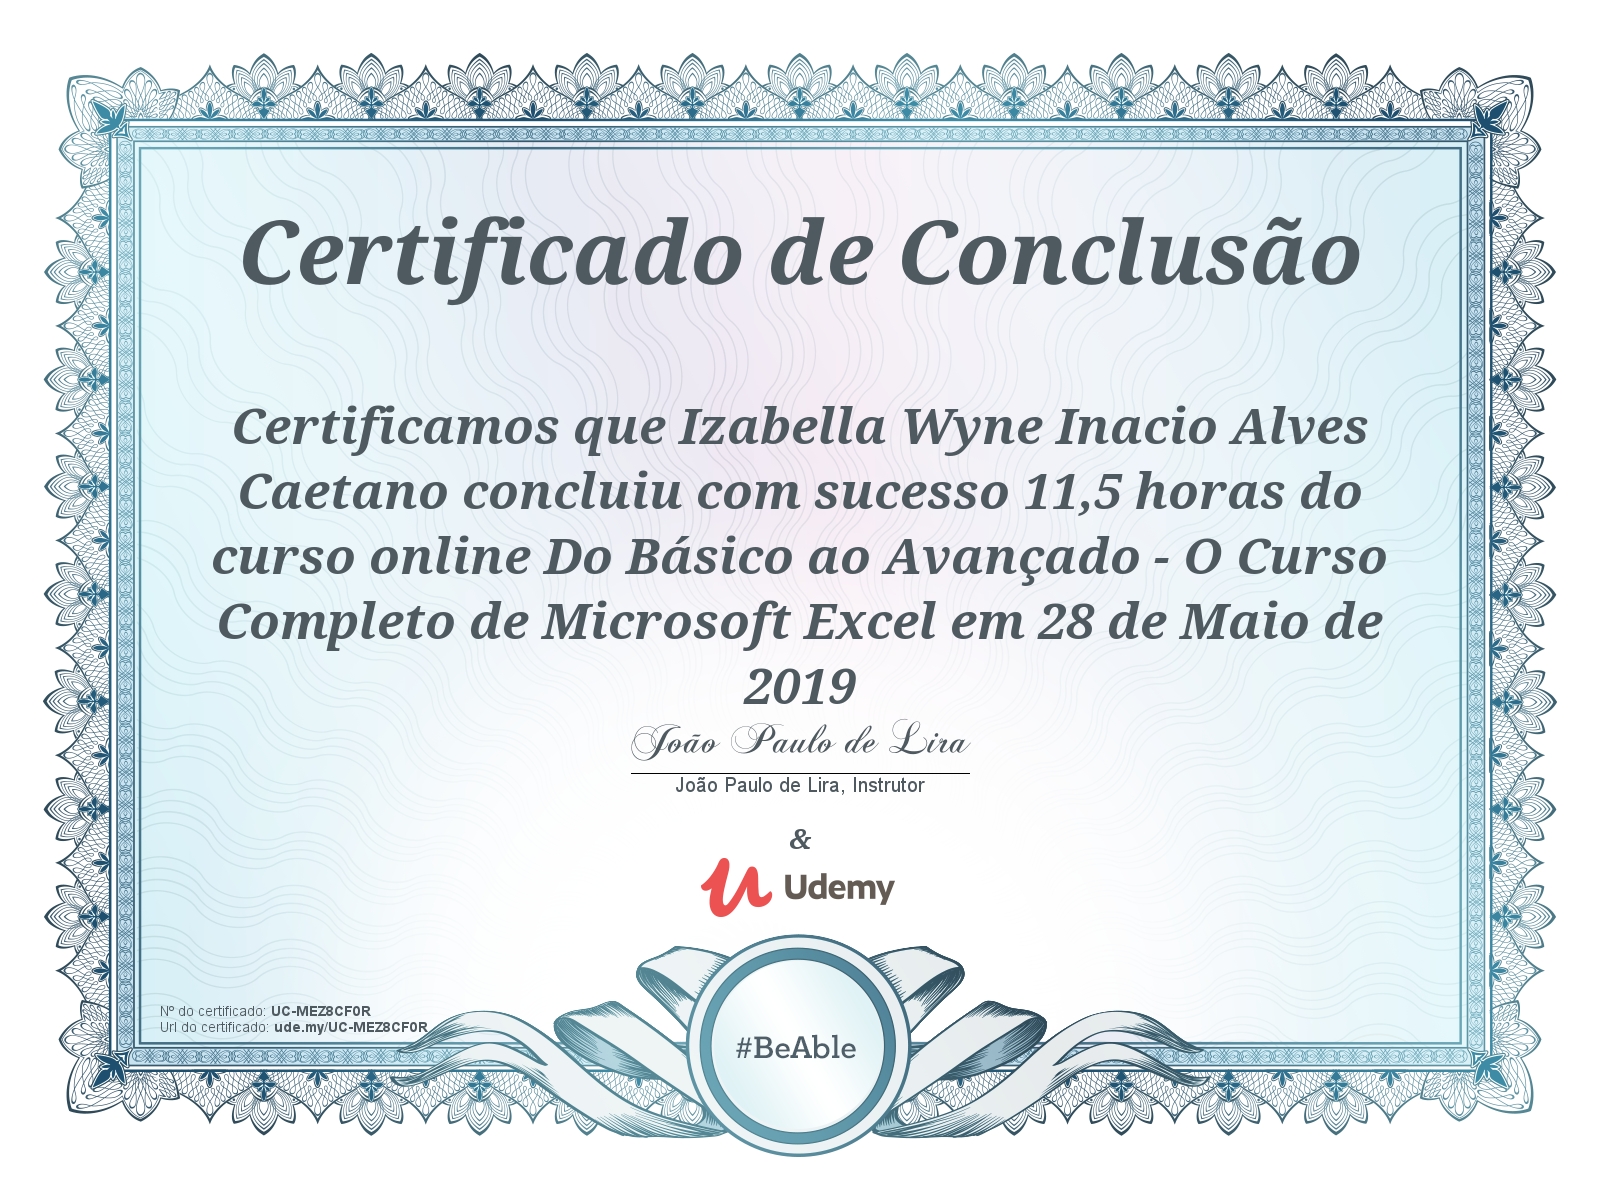 Certificado de Conclusão
Certificamos que Izabella Wyne Inacio Alves
Caetano concluiu com sucesso 11,5 horas do
curso online Do Básico ao Avançado - O Curso
Completo de Microsoft Excel em 28 de Maio de
2019
João Paulo de Lira
João Paulo de Lira, Instrutor
&
Udemy
Nº do certificado: UC-MEZ8CF0R
Url do certificado: ude.my/UC-MEZ8CF0R
#BeAble